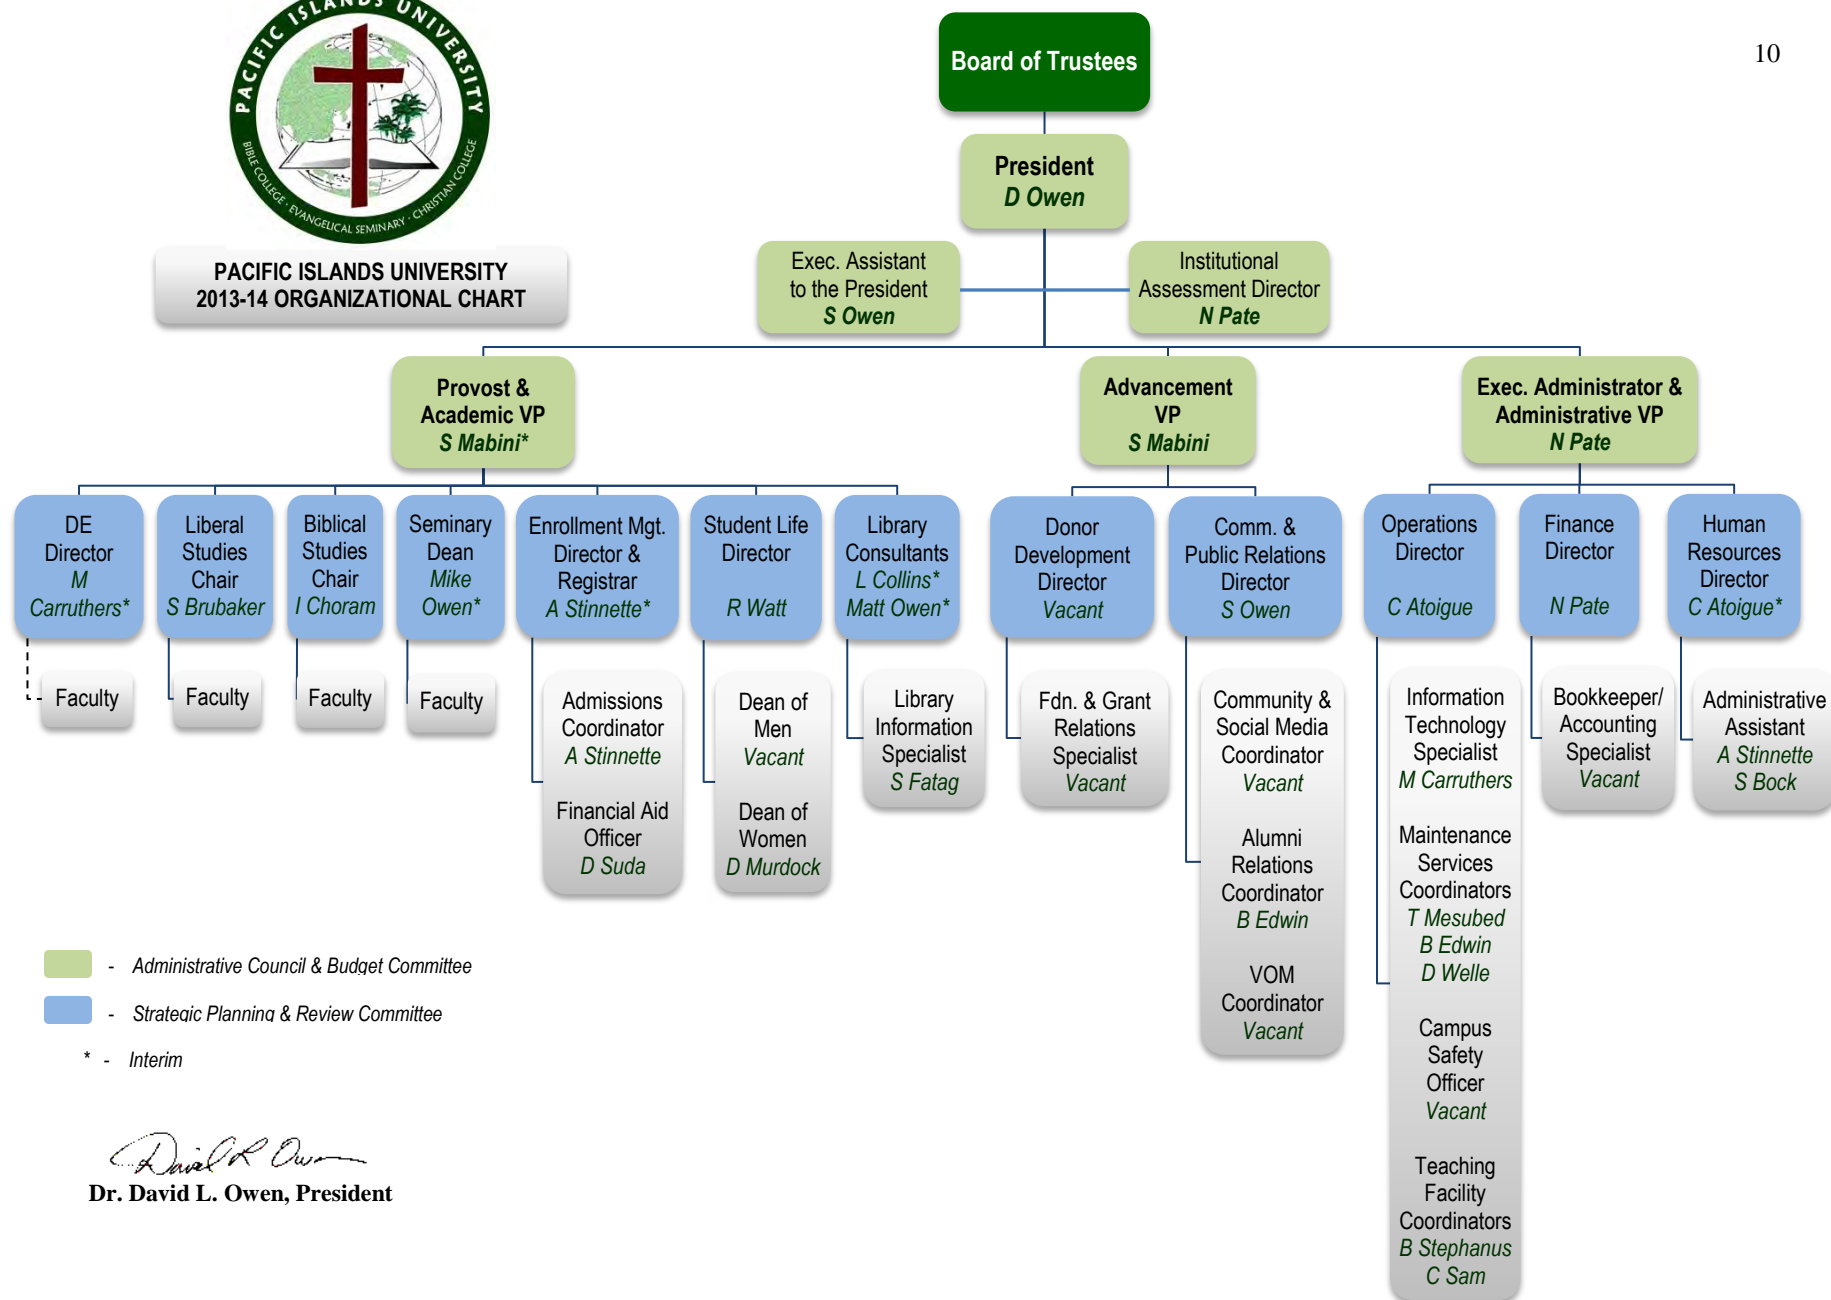 10
PACIFIC ISLANDS UNIVERSITY
BIBLE COLLEGE · EVANGELICAL SEMINARY · CHRISTIAN COLLEGE
PACIFIC ISLANDS UNIVERSITY
2013-14 ORGANIZATIONAL CHART
Board of Trustees
President
D Owen
Exec. Assistant
to the President
S Owen
Institutional
Assessment Director
N Pate
Provost &
Academic VP
S Mabini*
Advancement
VP
S Mabini
Exec. Administrator &
Administrative VP
N Pate
DE
Director
M
Carruthers*
Liberal
Studies
Chair
S Brubaker
Biblical
Studies
Chair
I Choram
Seminary
Dean
Mike
Owen*
Enrollment Mgt.
Director &
Registrar
A Stinnette*
Student Life
Director
R Watt
Library
Consultants
L Collins*
Matt Owen*
Donor
Development
Director
Vacant
Comm. &
Public Relations
Director
S Owen
Operations
Director
C Atoigue
Finance
Director
N Pate
Human
Resources
Director
C Atoigue*
Faculty
Faculty
Faculty
Faculty
Admissions
Coordinator
A Stinnette
Financial Aid
Officer
D Suda
Dean of
Men
Vacant
Dean of
Women
D Murdock
Library
Information
Specialist
S Fatag
Fdn. & Grant
Relations
Specialist
Vacant
Community &
Social Media
Coordinator
Vacant
Alumni
Relations
Coordinator
B Edwin
VOM
Coordinator
Vacant
Information
Technology
Specialist
M Carruthers
Maintenance
Services
Coordinators
T Mesubed
B Edwin
D Welle
Campus
Safety
Officer
Vacant
Teaching
Facility
Coordinators
B Stephanus
C Sam
Bookkeeper/
Accounting
Specialist
Vacant
Administrative
Assistant
A Stinnette
S Bock
- Administrative Council & Budget Committee
- Strategic Planning & Review Committee
* - Interim
David L Owen
Dr. David L. Owen, President